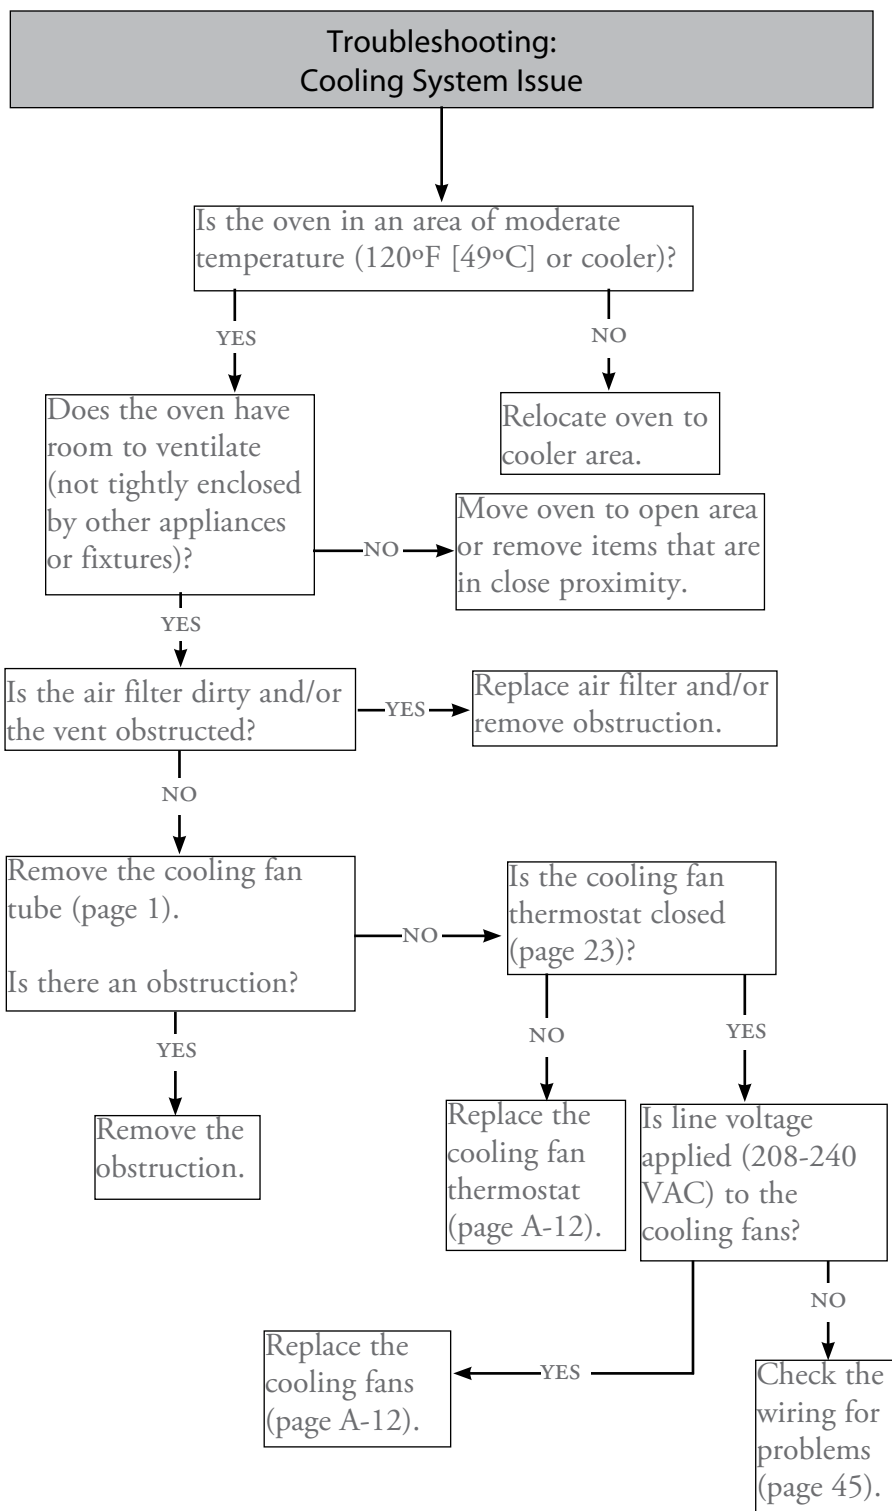 Troubleshooting:
Cooling System Issue
Is the oven in an area of moderate
temperature (120ºF [49ºC] or cooler)?
YES
NO
Does the oven have
room to ventilate
(not tightly enclosed
by other appliances
or fixtures)?
Relocate oven to
cooler area.
NO
Move oven to open area
or remove items that are
in close proximity.
YES
Is the air filter dirty and/or
the vent obstructed?
YES
Replace air filter and/or
remove obstruction.
NO
Remove the cooling fan
tube (page 1).
Is there an obstruction?
NO
Is the cooling fan
thermostat closed
(page 23)?
YES
NO
YES
Remove the
obstruction.
Replace the
cooling fan
thermostat
(page A-12).
Is line voltage
applied (208-240
VAC) to the
cooling fans?
NO
YES
Replace the
cooling fans
(page A-12).
Check the
wiring for
problems
(page 45).